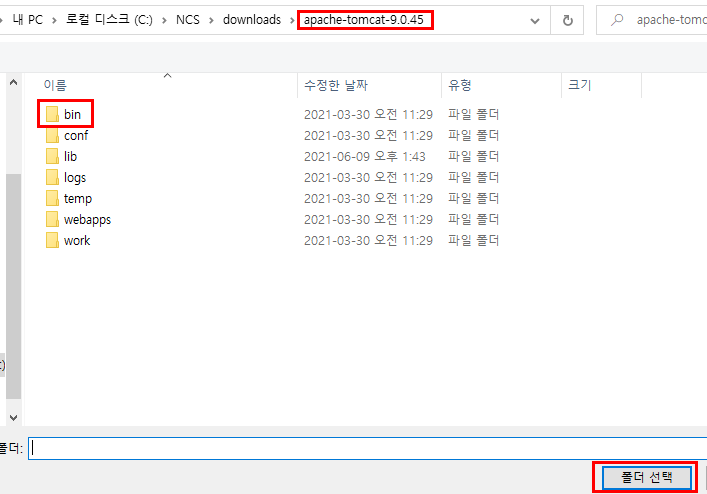 내 PC > 로컬 디스크 (C:) > NCS > downloads > apache-tomcat-9.0.45
apache-tomc
이름 수정한 날짜 유형 크기
bin 2021-03-30 오전 11:29 파일 폴더
conf 2021-03-30 오전 11:29 파일 폴더
lib 2021-06-09 오후 1:43 파일 폴더
logs 2021-03-30 오전 11:29 파일 폴더
temp 2021-03-30 오전 11:29 파일 폴더
webapps 2021-03-30 오전 11:29 파일 폴더
work 2021-03-30 오전 11:29 파일 폴더
폴더:
폴더 선택